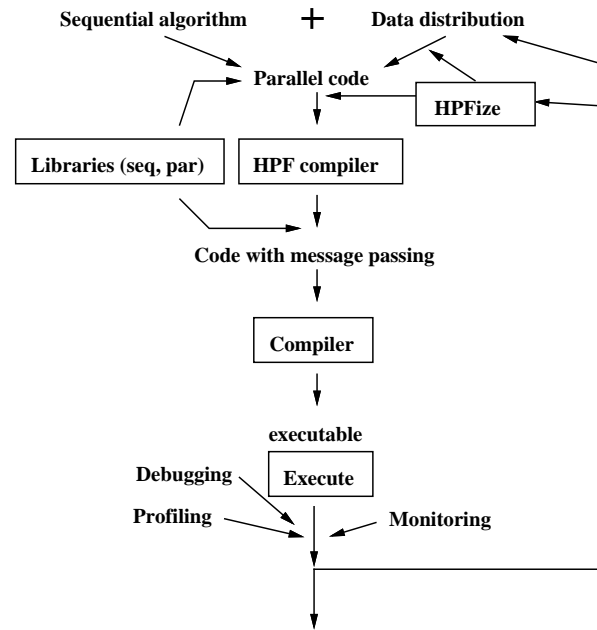 Sequential algorithm + Data distribution
Parallel code
HPFize
Libraries (seq, par)
HPF compiler
Code with message passing
Compiler
executable
Execute
Debugging
Profiling
Monitoring